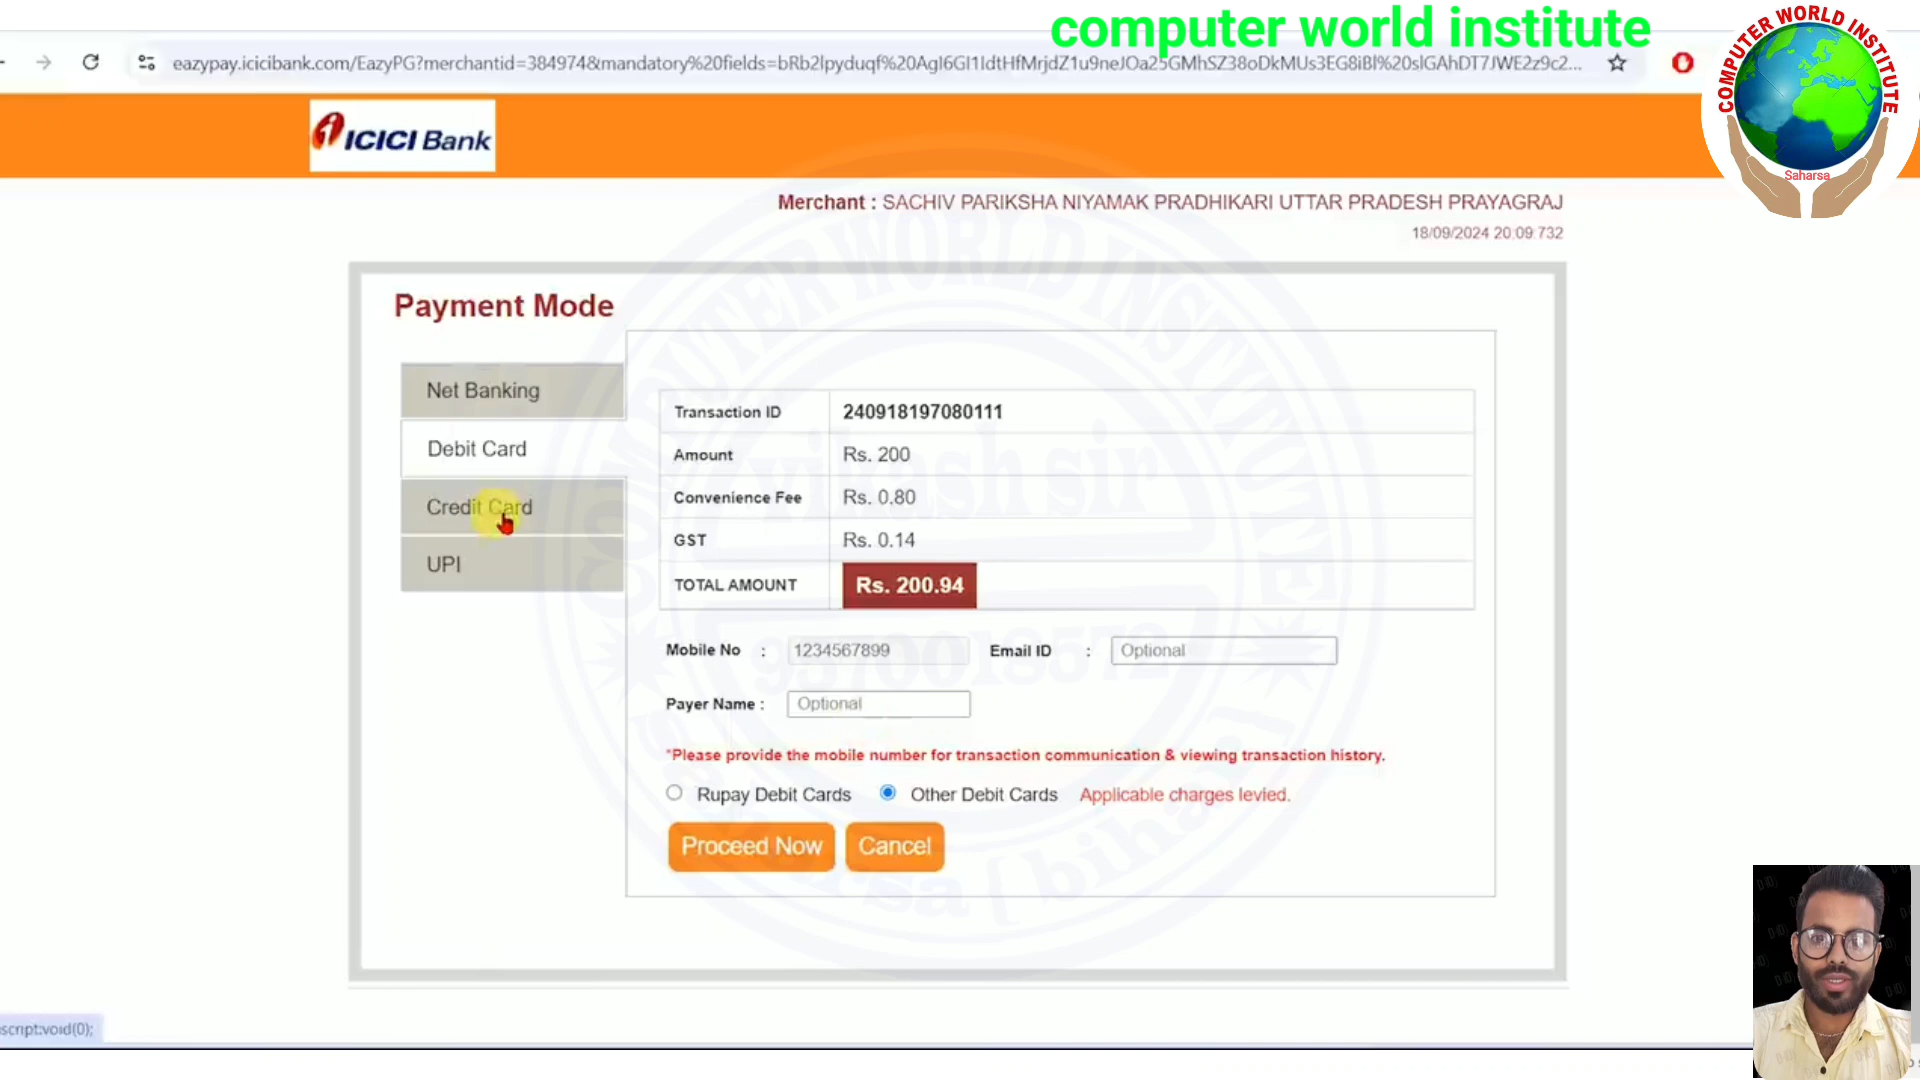 computer world institute
COMPUTER WORLD INSTITUTE
Saharsa
eazypay.icicibank.com/EazyPG?merchantid=384974&mandatory%20fields=bRb2lpyduqf%20AgI6GI1IdtHfMrjdZ1u9neJOa25GMhSZ38oDkMUs3EG8iBl%20slGAhDT7JWE2z9c2...
ICICI Bank
Merchant : SACHIV PARIKSHA NIYAMAK PRADHIKARI UTTAR PRADESH PRAYAGRAJ
18/09/2024 20:09:732
Payment Mode
Net Banking
Debit Card
Credit Card
UPI
Transaction ID 240918197080111
Amount Rs. 200
Convenience Fee Rs. 0.80
GST Rs. 0.14
TOTAL AMOUNT Rs. 200.94
Mobile No : 1234567899 Email ID : Optional
Payer Name : Optional
*Please provide the mobile number for transaction communication & viewing transaction history.
Rupay Debit Cards Other Debit Cards Applicable charges levied.
Proceed Now Cancel
script:void(0);
COMPUTER WORLD INSTITUTE